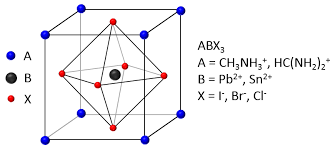 A
B
X
ABX₃
A = CH₃NH₃⁺, HC(NH₂)₂⁺
B = Pb²⁺, Sn²⁺
X = I⁻, Br⁻, Cl⁻